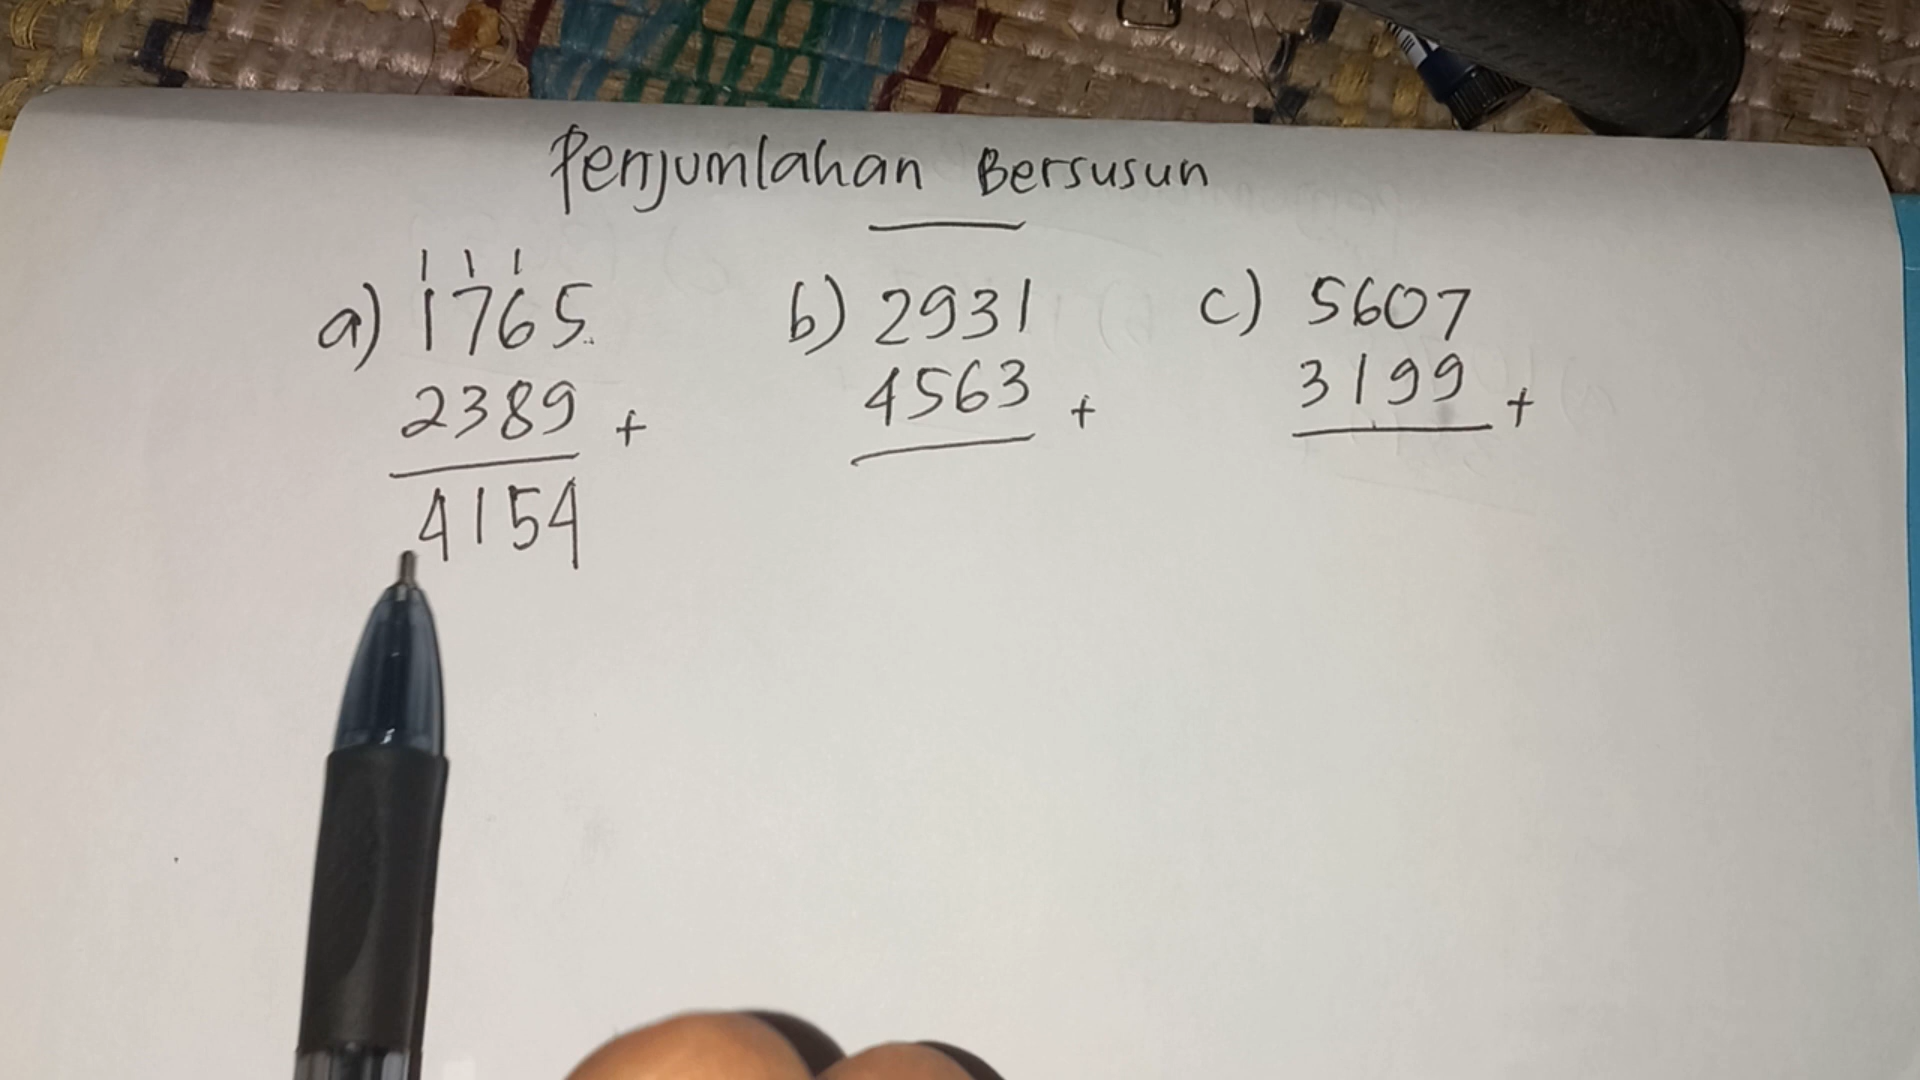 Penjumlahan Bersusun
1 1 1
a) 1765 b) 2931 c) 5607
2389 + 4563 + 3199 +
4154